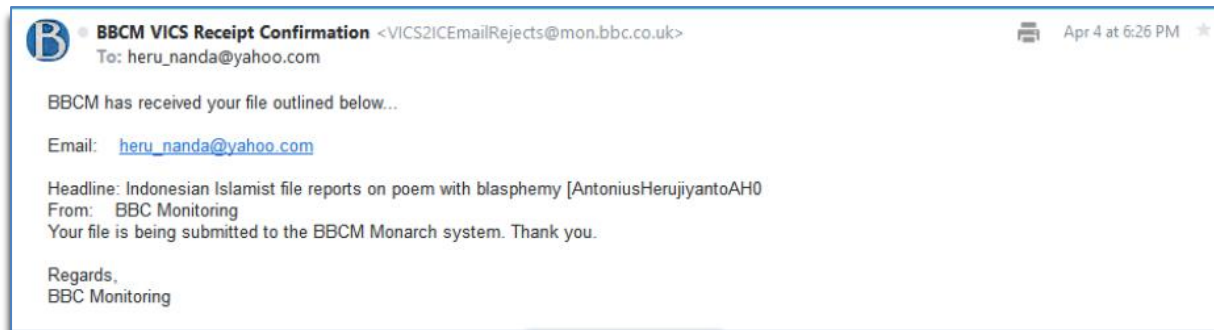 B
BBCM VICS Receipt Confirmation <VICS2ICEmailRejects@mon.bbc.co.uk> Apr 4 at 6:26 PM
To: heru_nanda@yahoo.com
BBCM has received your file outlined below...
Email: heru_nanda@yahoo.com
Headline: Indonesian Islamist file reports on poem with blasphemy [AntoniusHerujiyantoAH0
From: BBC Monitoring
Your file is being submitted to the BBCM Monarch system. Thank you.
Regards,
BBC Monitoring